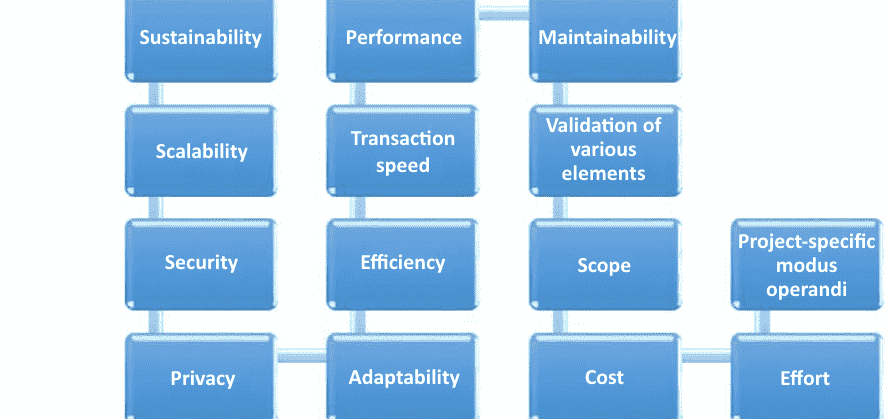 Sustainability
Scalability
Security
Privacy
Adaptability
Efficiency
Transaction
speed
Performance
Maintainability
Validation of
various
elements
Scope
Cost
Effort
Project-specific
modus
operandi